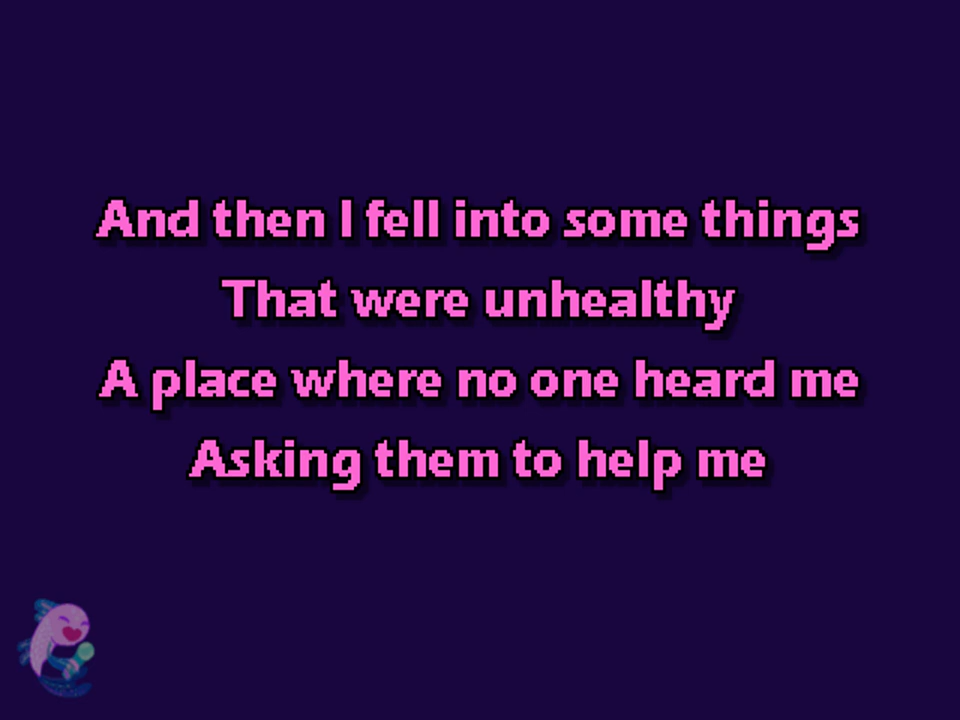 And then I fell into some things
That were unhealthy
A place where no one heard me
Asking them to help me